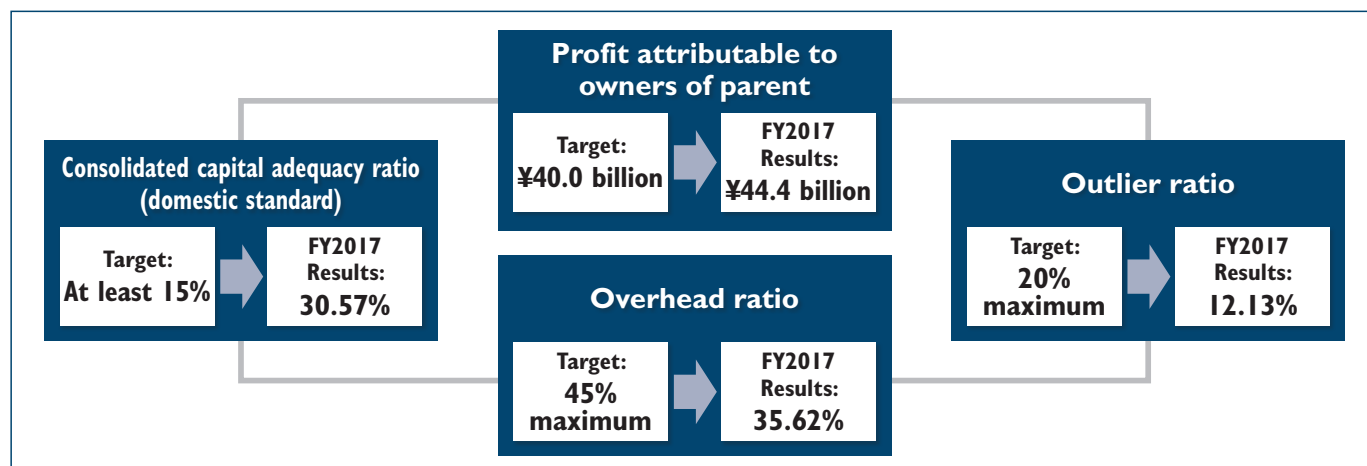 Profit attributable to
owners of parent
Target:
¥40.0 billion
FY2017
Results:
¥44.4 billion
Consolidated capital adequacy ratio
(domestic standard)
Target:
At least 15%
FY2017
Results:
30.57%
Outlier ratio
Target:
20%
maximum
FY2017
Results:
12.13%
Overhead ratio
Target:
45%
maximum
FY2017
Results:
35.62%